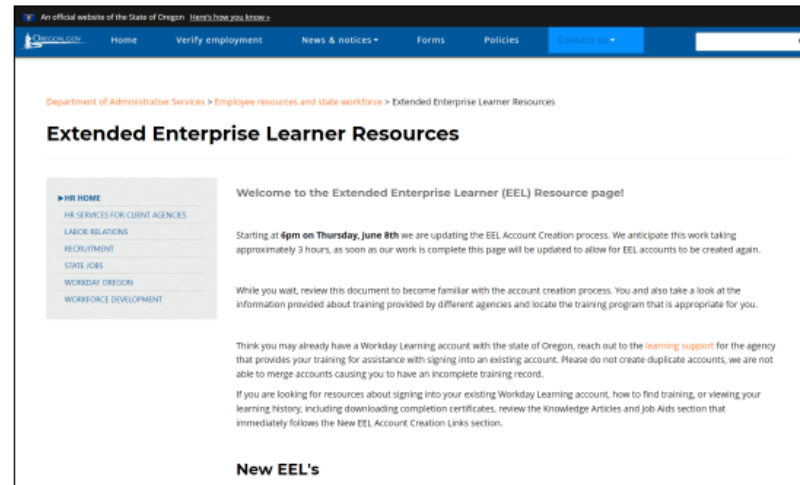 An official website of the State of Oregon Here's how you know »
OREGON.GOV Home Verify employment News & notices Forms Policies Contact us
Department of Administrative Services > Employee resources and state workforce > Extended Enterprise Learner Resources
Extended Enterprise Learner Resources
▶HR HOME
HR SERVICES FOR CLIENT AGENCIES
LABOR RELATIONS
RECRUITMENT
STATE JOBS
WORKDAY OREGON
WORKFORCE DEVELOPMENT
Welcome to the Extended Enterprise Learner (EEL) Resource page!
Starting at 6pm on Thursday, June 8th we are updating the EEL Account Creation process. We anticipate this work taking
approximately 3 hours, as soon as our work is complete this page will be updated to allow for EEL accounts to be created again.
While you wait, review this document to become familiar with the account creation process. You and also take a look at the
information provided about training provided by different agencies and locate the training program that is appropriate for you.
Think you may already have a Workday Learning account with the state of Oregon, reach out to the learning support for the agency
that provides your training for assistance with signing into an existing account. Please do not create duplicate accounts, we are not
able to merge accounts causing you to have an incomplete training record.
If you are looking for resources about signing into your existing Workday Learning account, how to find training, or viewing your
learning history, including downloading completion certificates, review the Knowledge Articles and Job Aids section that
immediately follows the New EEL Account Creation Links section.
New EEL's